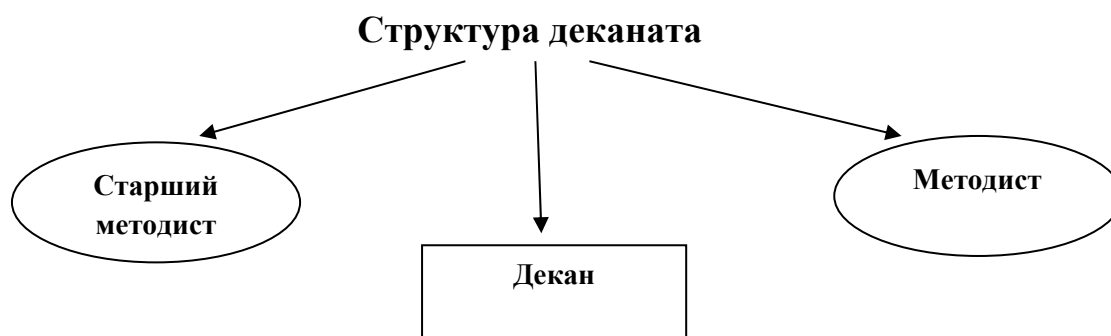 Структура деканата
Старший
методист
Методист
Декан